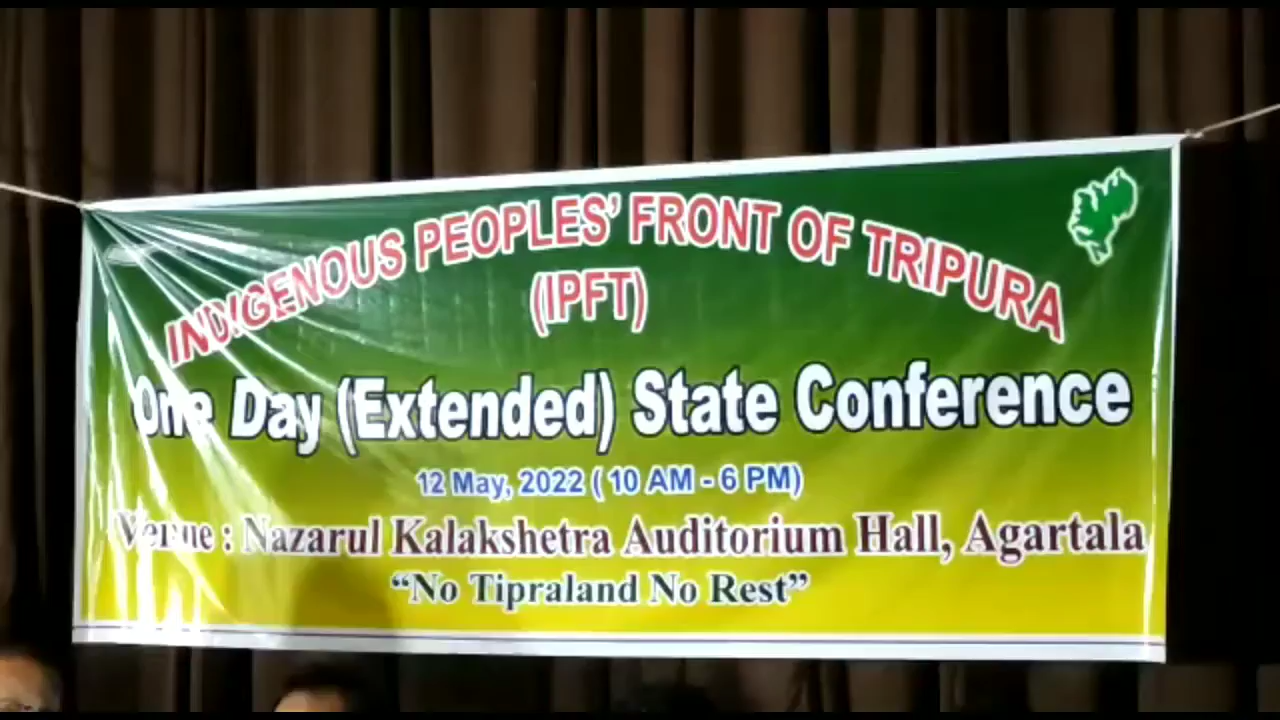 INDIGENOUS PEOPLES' FRONT OF TRIPURA
(IPFT)
One Day (Extended) State Conference
12 May, 2022 ( 10 AM - 6 PM)
Venue : Nazarul Kalakshetra Auditorium Hall, Agartala
“No Tipraland No Rest”